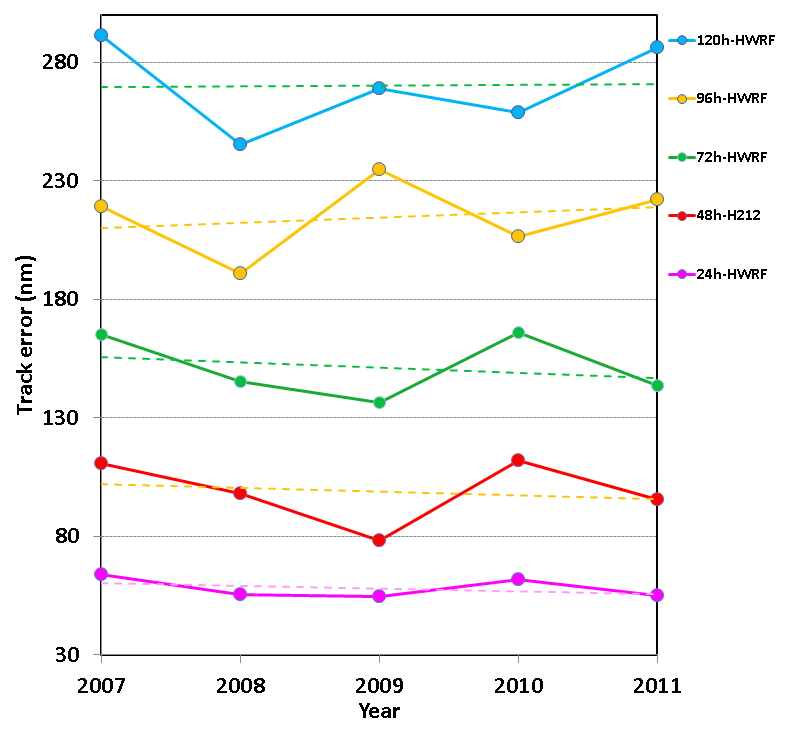 280
230
180
130
80
30
Track error (nm)
2007 2008 2009 2010 2011
Year
120h-HWRF
96h-HWRF
72h-HWRF
48h-H212
24h-HWRF